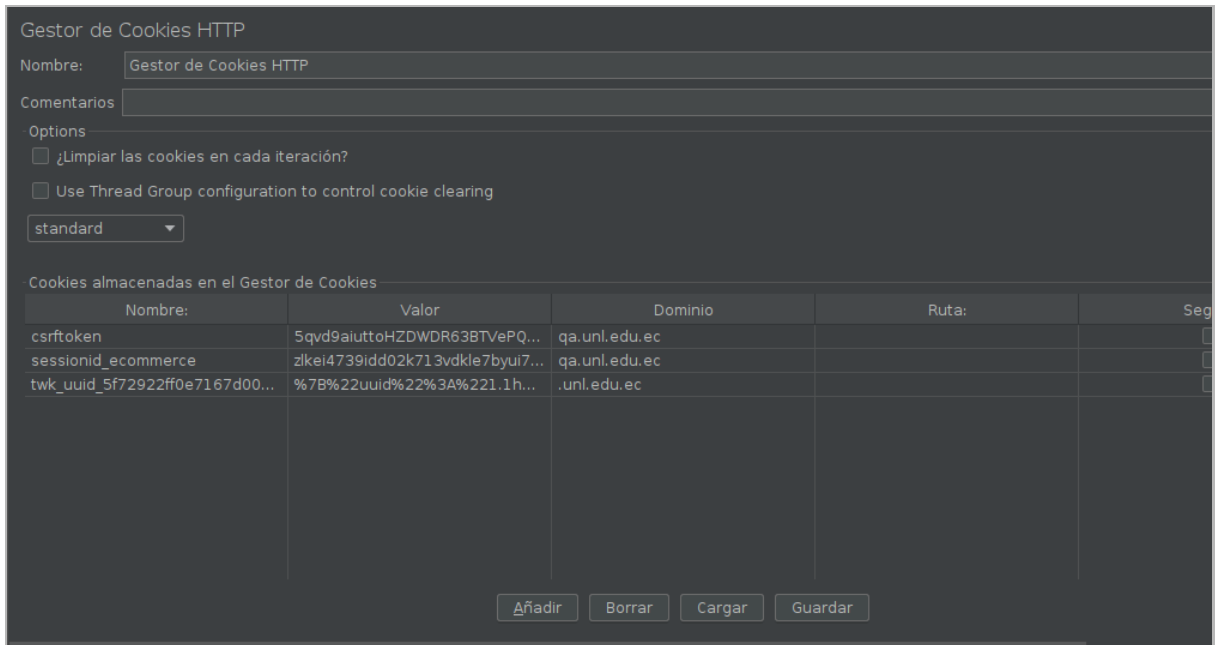 Gestor de Cookies HTTP
Nombre: Gestor de Cookies HTTP
Comentarios
Options
¿Limpiar las cookies en cada iteración?
Use Thread Group configuration to control cookie clearing
standard
Cookies almacenadas en el Gestor de Cookies
Nombre: Valor Dominio Ruta: Seg
csrftoken 5qvd9aiuttoHZDWDR63BTVePQ... qa.unl.edu.ec
sessionid_ecommerce zlkei4739idd02k713vdkle7byui7... qa.unl.edu.ec
twk_uuid_5f72922ff0e7167d00... %7B%22uuid%22%3A%221.1h... .unl.edu.ec
Añadir Borrar Cargar Guardar